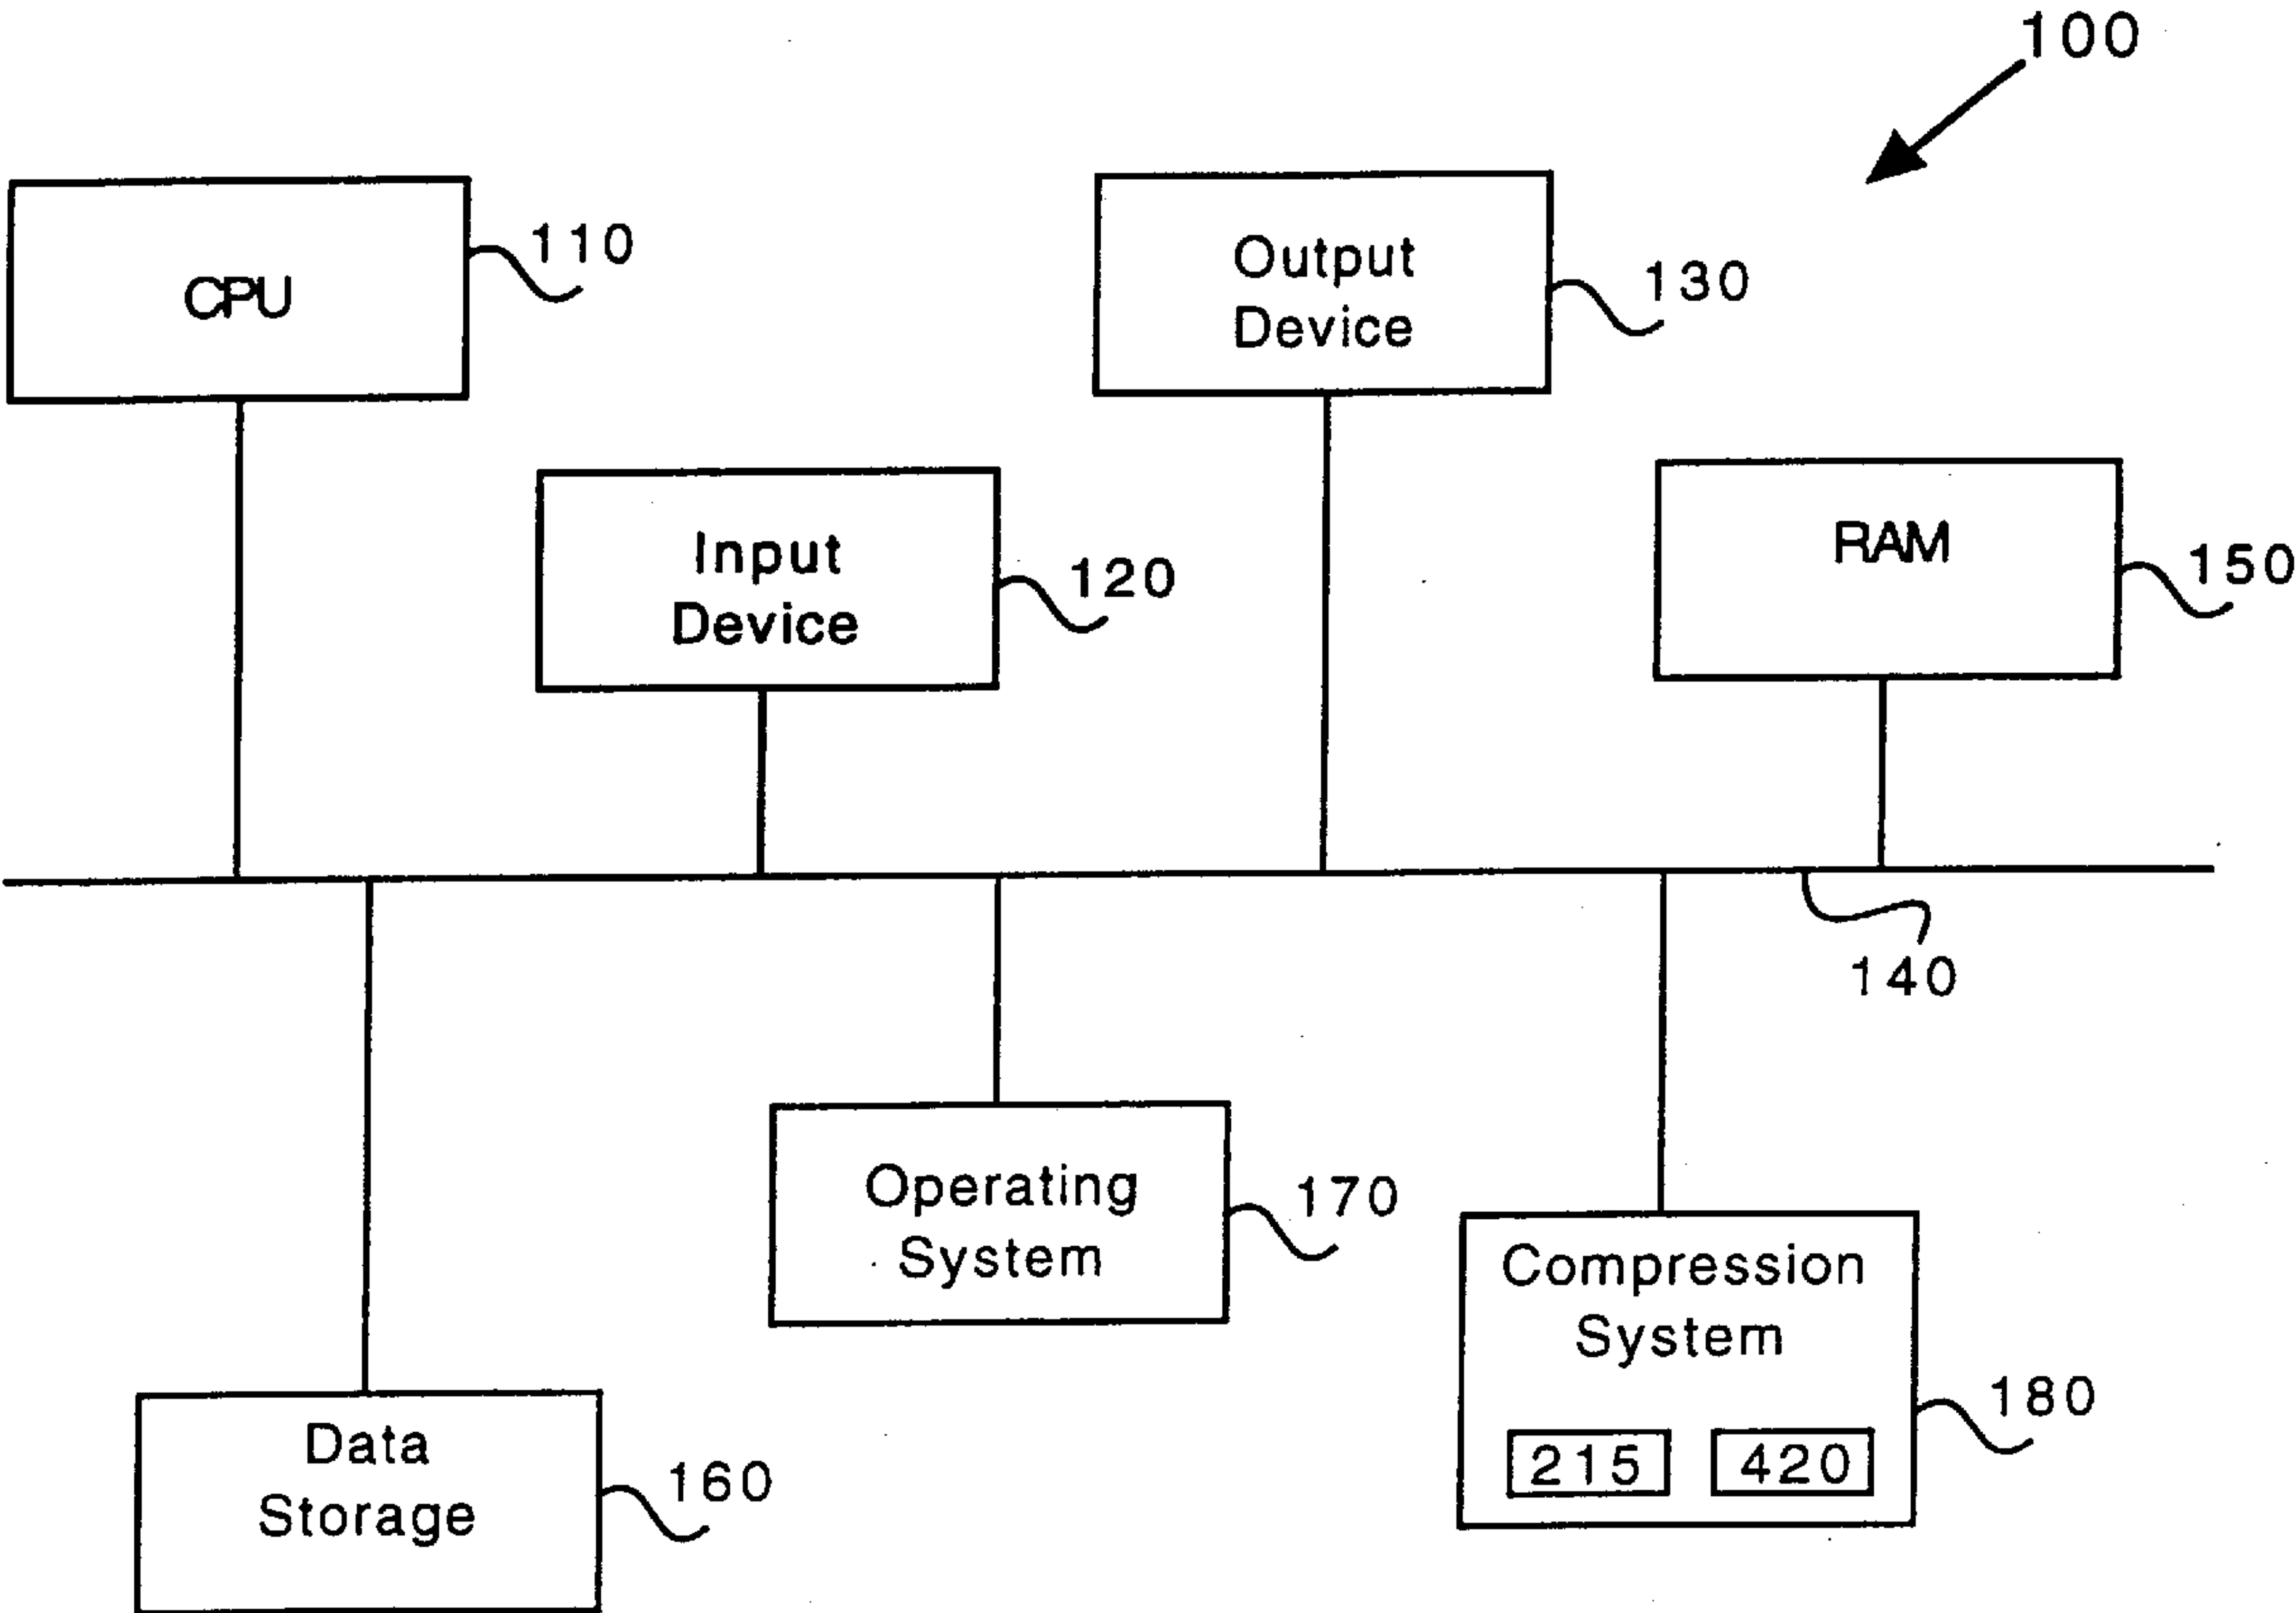 100
CPU
110
Output
Device
130
Input
Device
120
RAM
150
140
Operating
System
170
Compression
System
180
215
420
Data
Storage
160